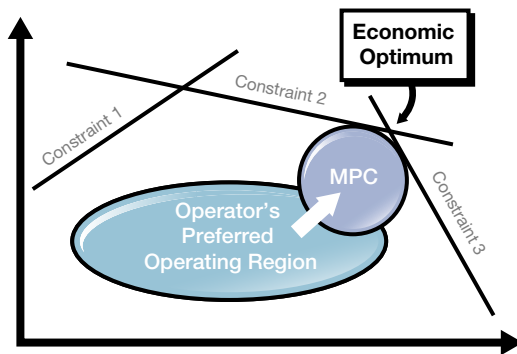 Economic
Optimum
Constraint 1
Constraint 2
MPC
Constraint 3
Operator's
Preferred
Operating Region